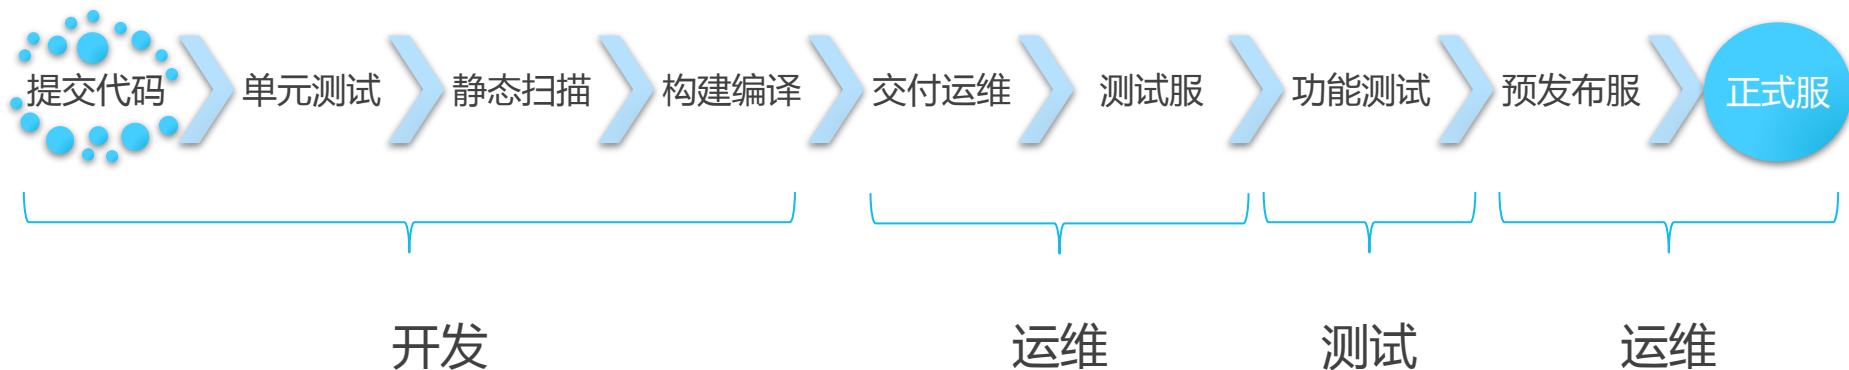 提交代码 单元测试 静态扫描 构建编译 交付运维 测试服 功能测试 预发布服 正式服
开发 运维 测试 运维